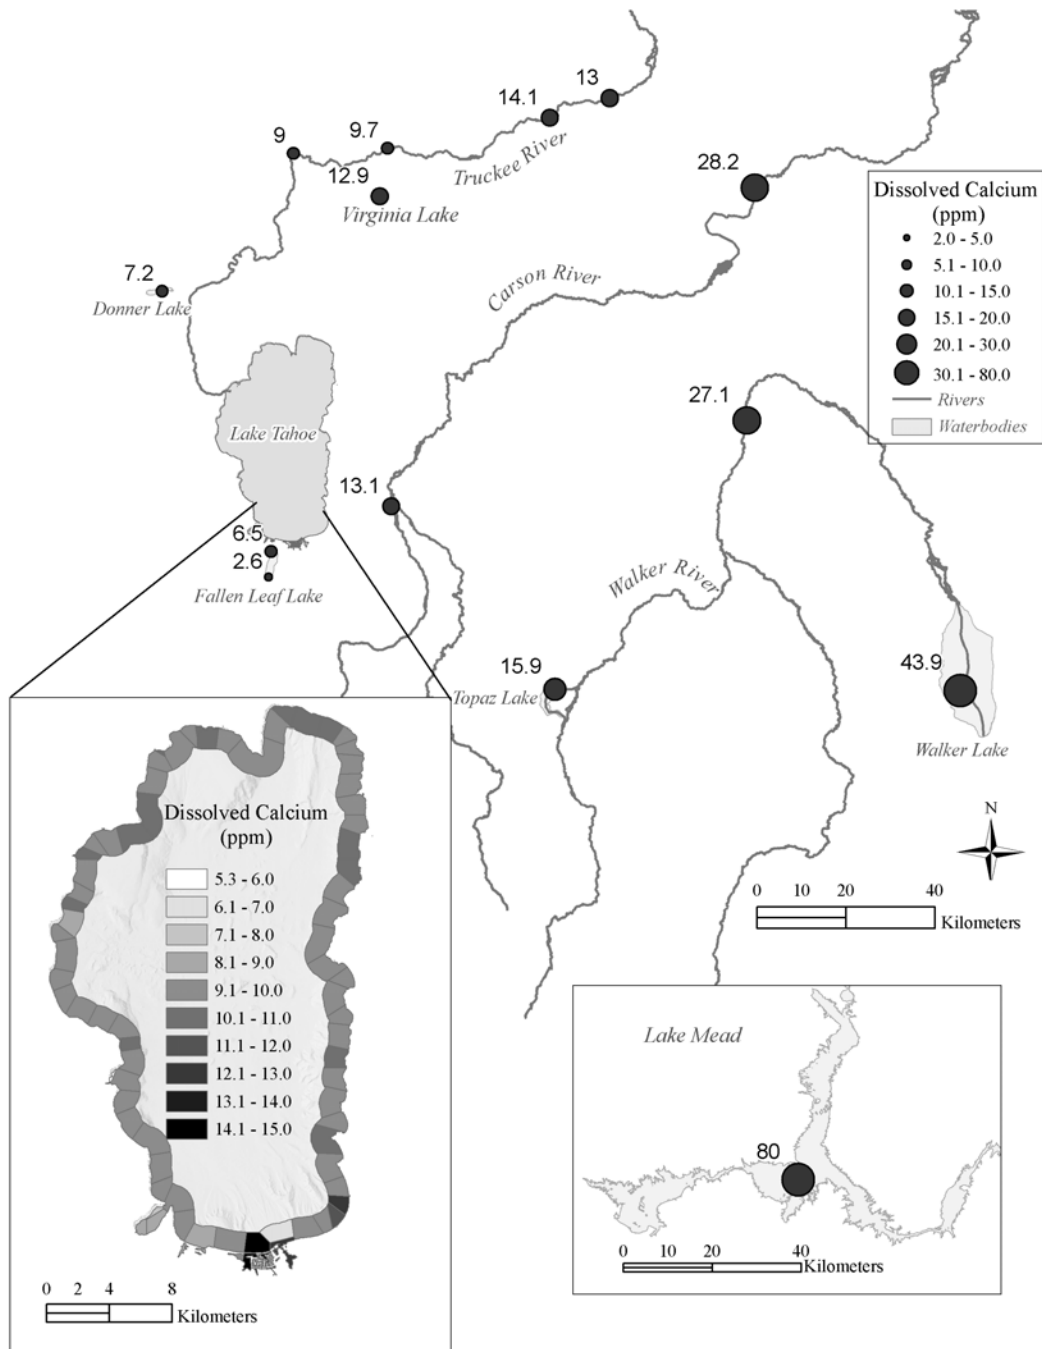 13
14.1
9.7
9
Truckee River
12.9
Virginia Lake
28.2
Dissolved Calcium
(ppm)
2.0 - 5.0
5.1 - 10.0
10.1 - 15.0
15.1 - 20.0
20.1 - 30.0
30.1 - 80.0
Rivers
Waterbodies
7.2
Donner Lake
Carson River
27.1
Lake Tahoe
13.1
6.5
2.6
Fallen Leaf Lake
Walker River
15.9
Topaz Lake
43.9
Walker Lake
N
0 10 20 40
Kilometers
Dissolved Calcium
(ppm)
5.3 - 6.0
6.1 - 7.0
7.1 - 8.0
8.1 - 9.0
9.1 - 10.0
10.1 - 11.0
11.1 - 12.0
12.1 - 13.0
13.1 - 14.0
14.1 - 15.0
0 2 4 8
Kilometers
Lake Mead
80
0 10 20 40
Kilometers